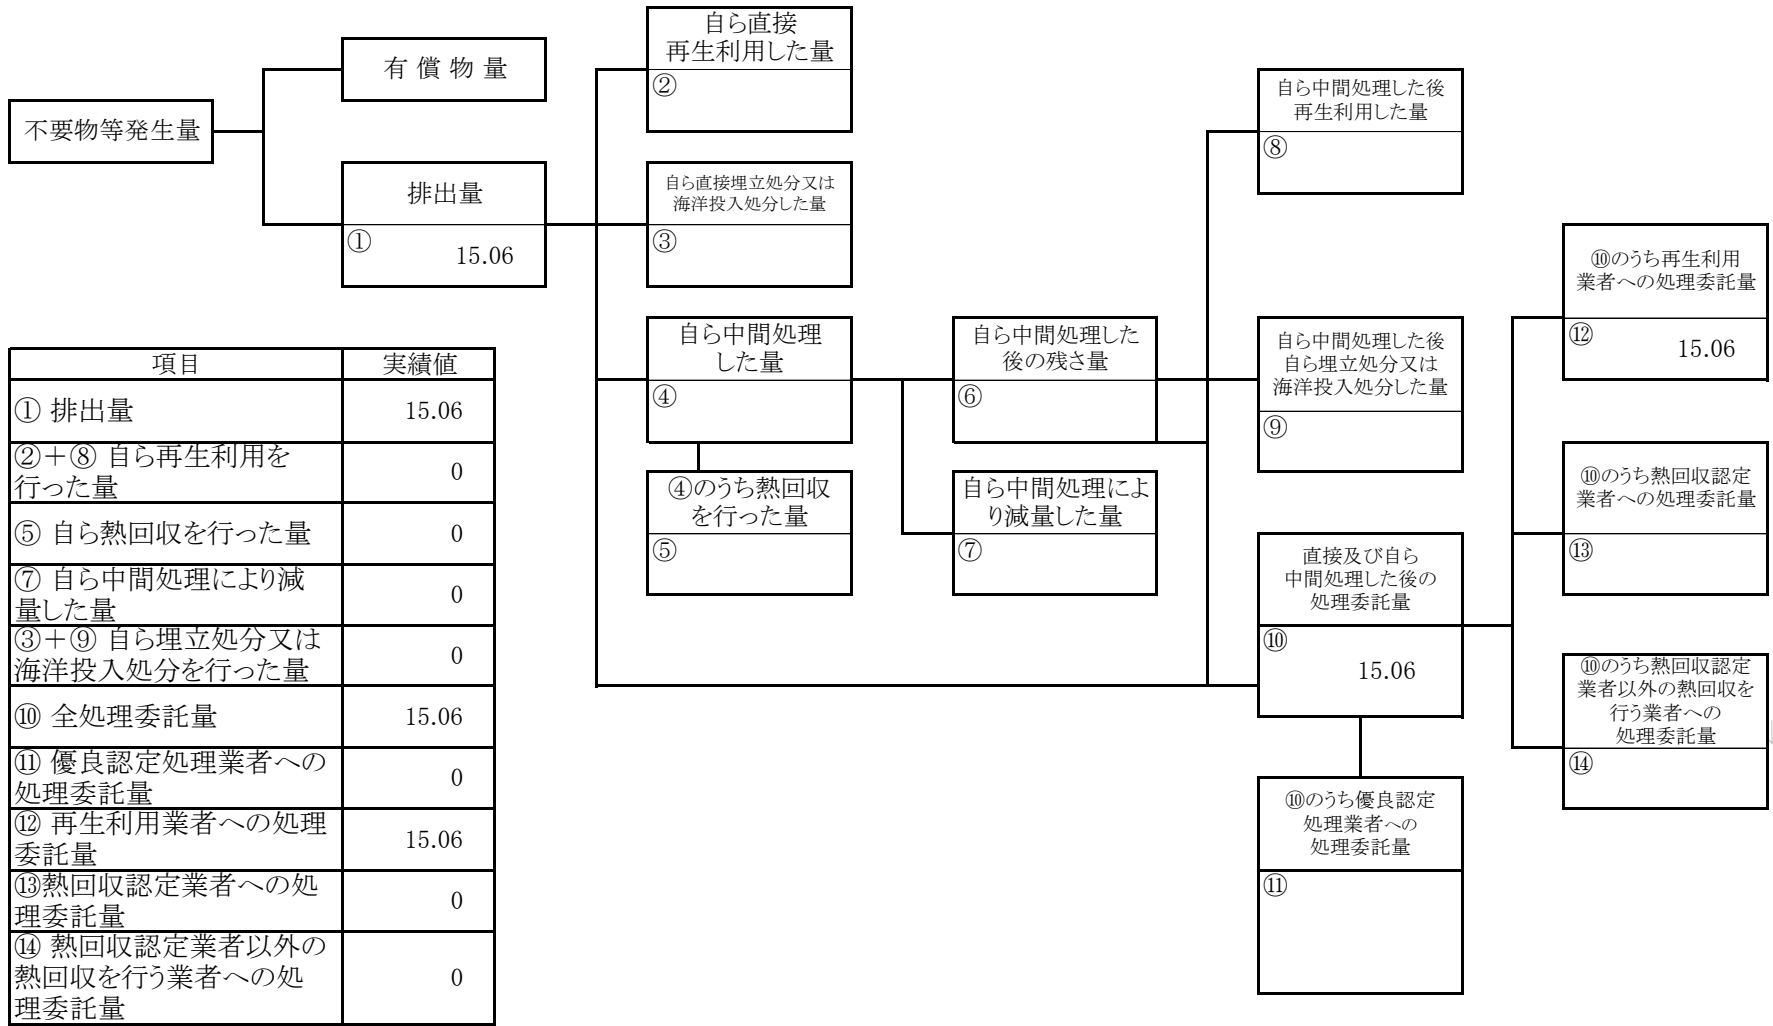 不要物等発生量
有 償 物 量
排出量
①
15.06
自ら直接
再生利用した量
②
自ら直接埋立処分又は
海洋投入処分した量
③
自ら中間処理
した量
④
④のうち熱回収
を行った量
⑤
自ら中間処理した
後の残さ量
⑥
自ら中間処理によ
り減量した量
⑦
自ら中間処理した後
再生利用した量
⑧
自ら中間処理した後
自ら埋立処分又は
海洋投入処分した量
⑨
直接及び自ら
中間処理した後の
処理委託量
⑩
15.06
⑩のうち優良認定
処理業者への
処理委託量
⑪
⑩のうち再生利用
業者への処理委託量
⑫
15.06
⑩のうち熱回収認定
業者への処理委託量
⑬
⑩のうち熱回収認定
業者以外の熱回収を
行う業者への
処理委託量
⑭
項目 実績値
① 排出量 15.06
②＋⑧ 自ら再生利用を
行った量 0
⑤ 自ら熱回収を行った量 0
⑦ 自ら中間処理により減
量した量 0
③＋⑨ 自ら埋立処分又は
海洋投入処分を行った量 0
⑩ 全処理委託量 15.06
⑪ 優良認定処理業者への
処理委託量 0
⑫ 再生利用業者への処理
委託量 15.06
⑬熱回収認定業者への処
理委託量 0
⑭ 熱回収認定業者以外の
熱回収を行う業者への処
理委託量 0